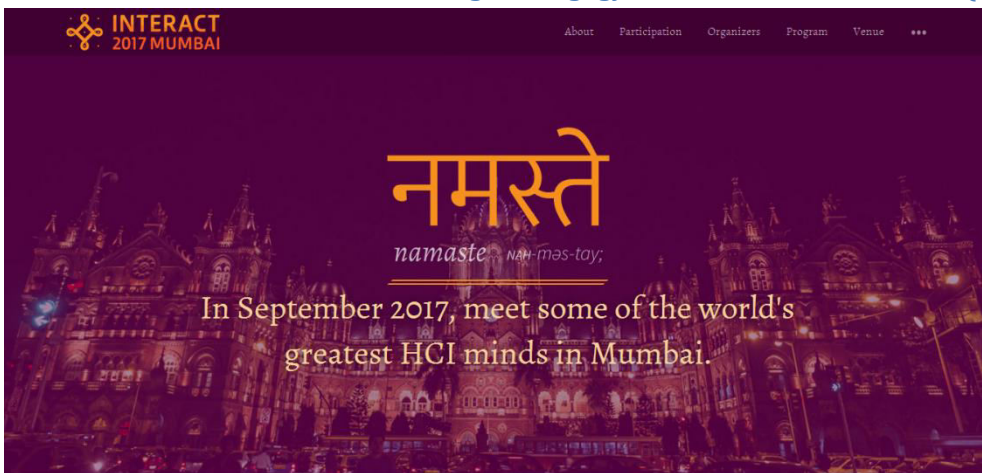 INTERACT
2017 MUMBAI
About Participation Organizers Program Venue
नमस्ते
namaste NAH-məs-tay;
In September 2017, meet some of the world's
greatest HCI minds in Mumbai.